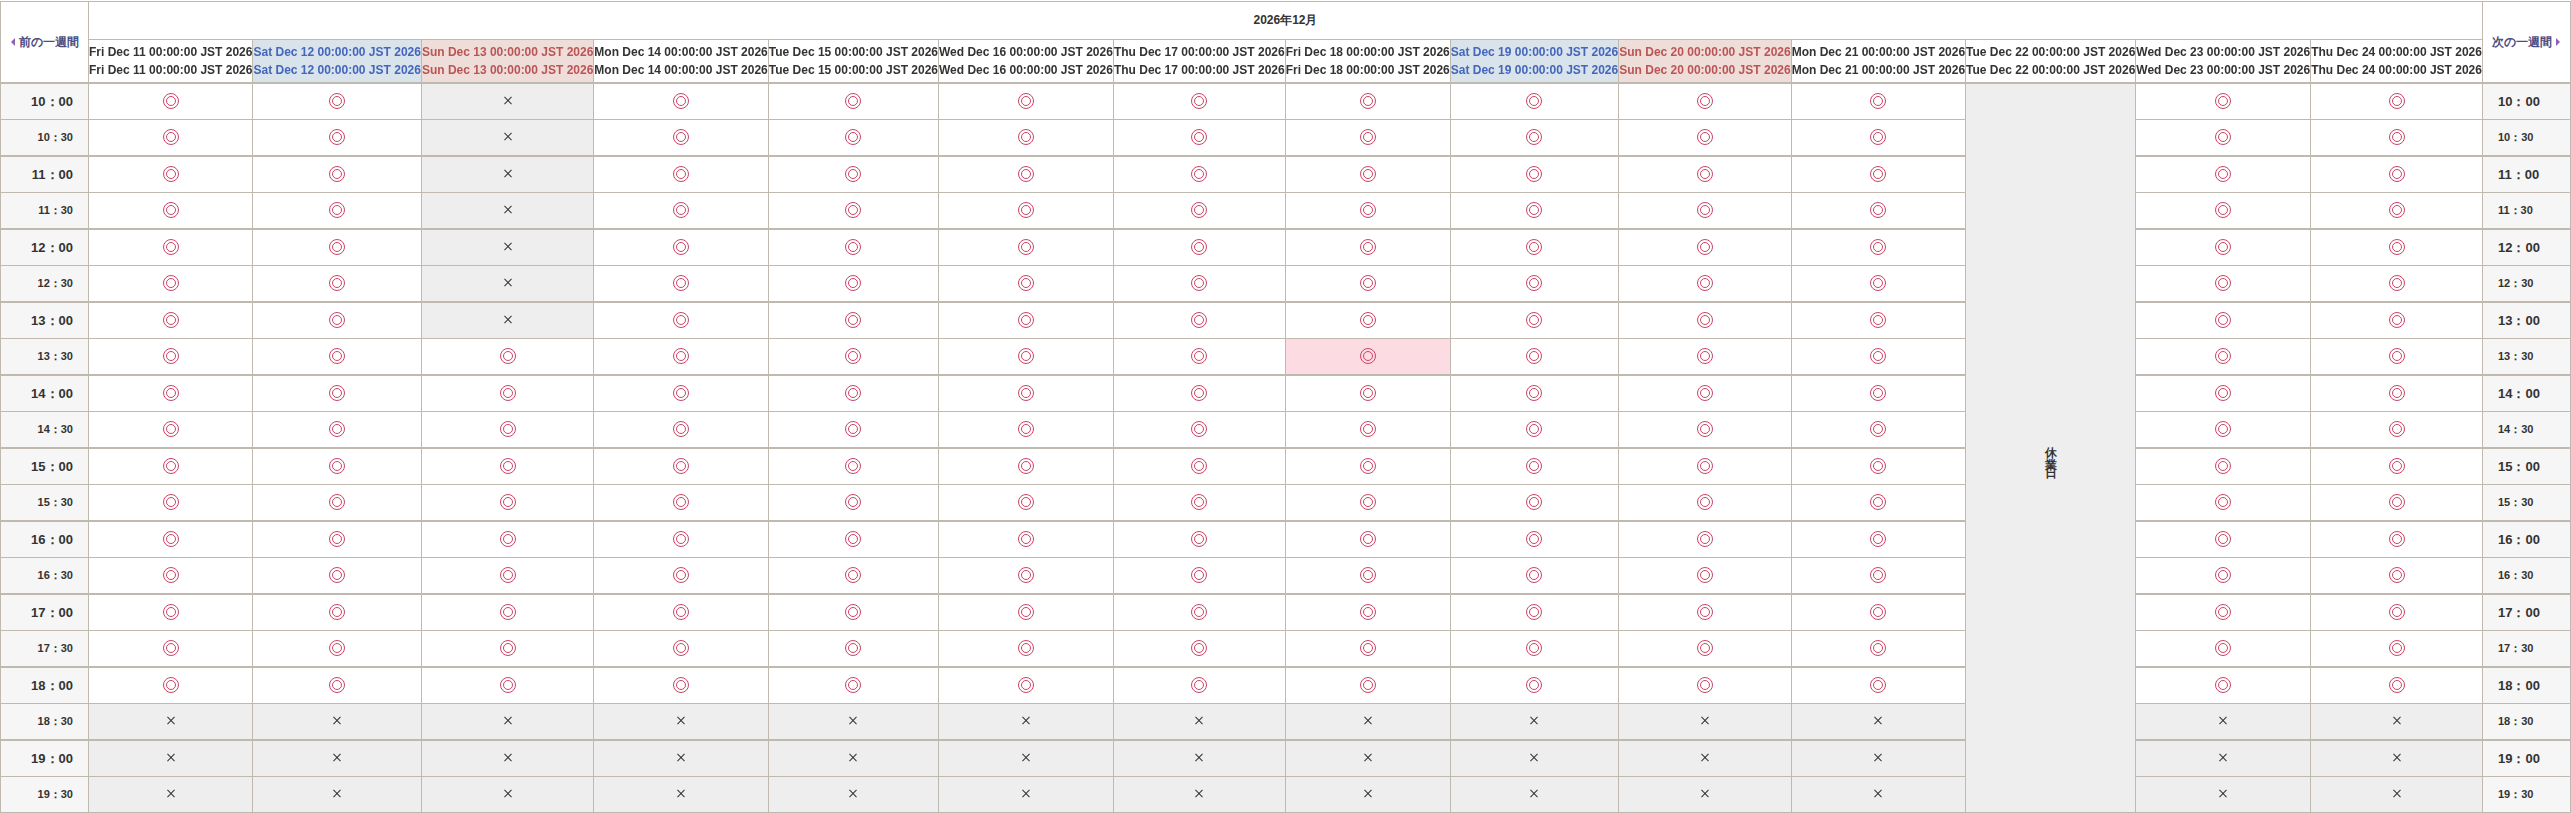 2026年12月
前の一週間
次の一週間
Fri Dec 11 00:00:00 JST 2026 Sat Dec 12 00:00:00 JST 2026 Sun Dec 13 00:00:00 JST 2026 Mon Dec 14 00:00:00 JST 2026 Tue Dec 15 00:00:00 JST 2026 Wed Dec 16 00:00:00 JST 2026 Thu Dec 17 00:00:00 JST 2026 Fri Dec 18 00:00:00 JST 2026 Sat Dec 19 00:00:00 JST 2026 Sun Dec 20 00:00:00 JST 2026 Mon Dec 21 00:00:00 JST 2026 Tue Dec 22 00:00:00 JST 2026 Wed Dec 23 00:00:00 JST 2026 Thu Dec 24 00:00:00 JST 2026
Fri Dec 11 00:00:00 JST 2026 Sat Dec 12 00:00:00 JST 2026 Sun Dec 13 00:00:00 JST 2026 Mon Dec 14 00:00:00 JST 2026 Tue Dec 15 00:00:00 JST 2026 Wed Dec 16 00:00:00 JST 2026 Thu Dec 17 00:00:00 JST 2026 Fri Dec 18 00:00:00 JST 2026 Sat Dec 19 00:00:00 JST 2026 Sun Dec 20 00:00:00 JST 2026 Mon Dec 21 00:00:00 JST 2026 Tue Dec 22 00:00:00 JST 2026 Wed Dec 23 00:00:00 JST 2026 Thu Dec 24 00:00:00 JST 2026
10：00 ◎ ◎ × ◎ ◎ ◎ ◎ ◎ ◎ ◎ ◎ ◎ ◎ 10：00
10：30 ◎ ◎ × ◎ ◎ ◎ ◎ ◎ ◎ ◎ ◎ ◎ ◎ 10：30
11：00 ◎ ◎ × ◎ ◎ ◎ ◎ ◎ ◎ ◎ ◎ ◎ ◎ 11：00
11：30 ◎ ◎ × ◎ ◎ ◎ ◎ ◎ ◎ ◎ ◎ ◎ ◎ 11：30
12：00 ◎ ◎ × ◎ ◎ ◎ ◎ ◎ ◎ ◎ ◎ ◎ ◎ 12：00
12：30 ◎ ◎ × ◎ ◎ ◎ ◎ ◎ ◎ ◎ ◎ ◎ ◎ 12：30
13：00 ◎ ◎ × ◎ ◎ ◎ ◎ ◎ ◎ ◎ ◎ ◎ ◎ 13：00
13：30 ◎ ◎ ◎ ◎ ◎ ◎ ◎ ◎ ◎ ◎ ◎ ◎ ◎ 13：30
14：00 ◎ ◎ ◎ ◎ ◎ ◎ ◎ ◎ ◎ ◎ ◎ ◎ ◎ 14：00
14：30 ◎ ◎ ◎ ◎ ◎ ◎ ◎ ◎ ◎ ◎ ◎ ◎ ◎ 14：30
休業日
15：00 ◎ ◎ ◎ ◎ ◎ ◎ ◎ ◎ ◎ ◎ ◎ ◎ ◎ 15：00
15：30 ◎ ◎ ◎ ◎ ◎ ◎ ◎ ◎ ◎ ◎ ◎ ◎ ◎ 15：30
16：00 ◎ ◎ ◎ ◎ ◎ ◎ ◎ ◎ ◎ ◎ ◎ ◎ ◎ 16：00
16：30 ◎ ◎ ◎ ◎ ◎ ◎ ◎ ◎ ◎ ◎ ◎ ◎ ◎ 16：30
17：00 ◎ ◎ ◎ ◎ ◎ ◎ ◎ ◎ ◎ ◎ ◎ ◎ ◎ 17：00
17：30 ◎ ◎ ◎ ◎ ◎ ◎ ◎ ◎ ◎ ◎ ◎ ◎ ◎ 17：30
18：00 ◎ ◎ ◎ ◎ ◎ ◎ ◎ ◎ ◎ ◎ ◎ ◎ ◎ 18：00
18：30 × × × × × × × × × × × × × 18：30
19：00 × × × × × × × × × × × × × 19：00
19：30 × × × × × × × × × × × × × 19：30